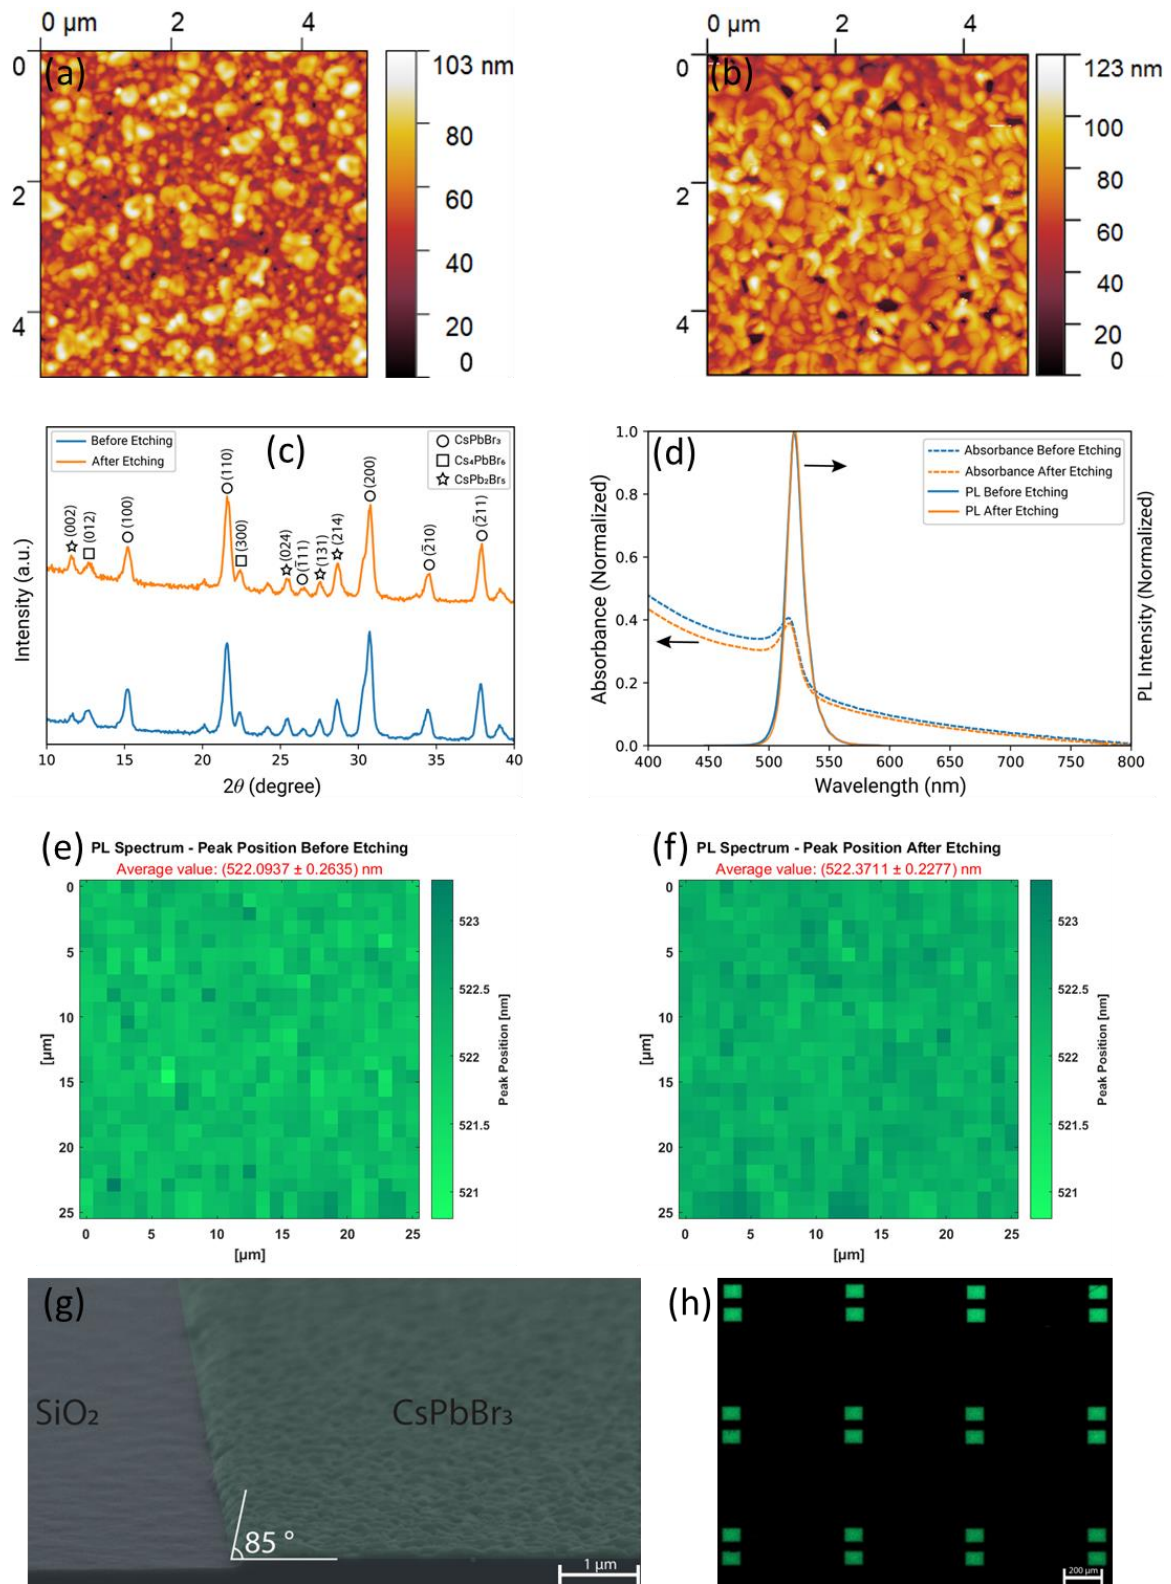 0 µm 2 4
(a)
0
2
4
103 nm
80
60
40
20
0
0 µm 2 4
(b)
0
2
4
123 nm
100
80
60
40
20
0
(c)
Before Etching
After Etching
CsPbBr₃
Cs₄PbBr₆
CsPb₂Br₅
(002)
(012)
(100)
(110)
(300)
(024)
(1̄11)
(131)
(214)
(200)
(2̄10)
(2̄11)
Intensity (a.u.)
10 15 20 25 30 35 40
2θ (degree)
(d)
Absorbance Before Etching
Absorbance After Etching
PL Before Etching
PL After Etching
1.0
0.8
0.6
0.4
0.2
0.0
Absorbance (Normalized)
PL Intensity (Normalized)
400 450 500 550 600 650 700 750 800
Wavelength (nm)
(e)
PL Spectrum - Peak Position Before Etching
Average value: (522.0937 ± 0.2635) nm
0
5
10
15
20
25
[µm]
0 5 10 15 20 25
[µm]
523
522.5
522
521.5
521
Peak Position [nm]
(f)
PL Spectrum - Peak Position After Etching
Average value: (522.3711 ± 0.2277) nm
0
5
10
15
20
25
[µm]
0 5 10 15 20 25
[µm]
523
522.5
522
521.5
521
Peak Position [nm]
(g)
SiO₂
CsPbBr₃
85 °
1 µm
(h)
200 µm